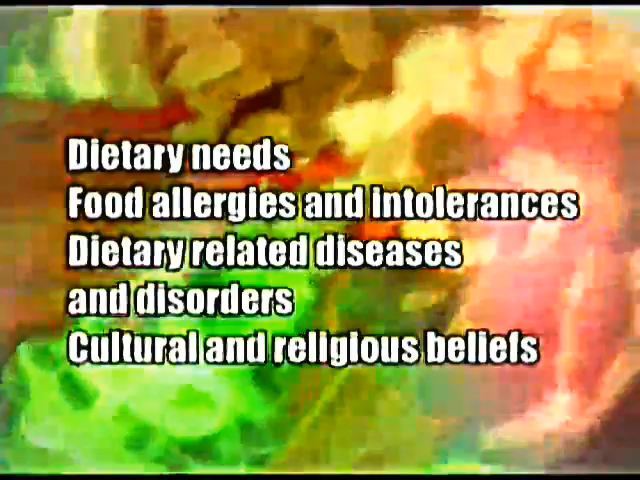 Dietary needs
Food allergies and intolerances
Dietary related diseases
and disorders
Cultural and religious beliefs